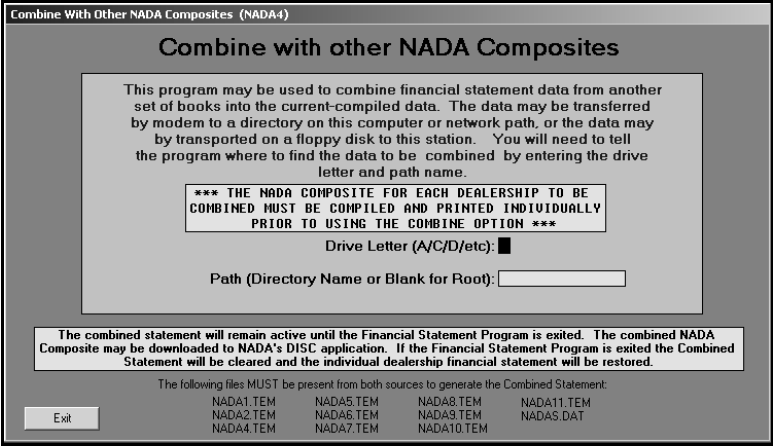 Combine With Other NADA Composites (NADA4)
Combine with other NADA Composites
This program may be used to combine financial statement data from another
set of books into the current-compiled data. The data may be transferred
by modem to a directory on this computer or network path, or the data may
by transported on a floppy disk to this station. You will need to tell
the program where to find the data to be combined by entering the drive
letter and path name.
*** THE NADA COMPOSITE FOR EACH DEALERSHIP TO BE
COMBINED MUST BE COMPILED AND PRINTED INDIVIDUALLY
PRIOR TO USING THE COMBINE OPTION ***
Drive Letter (A/C/D/etc):
Path (Directory Name or Blank for Root):
The combined statement will remain active until the Financial Statement Program is exited. The combined NADA
Composite may be downloaded to NADA's DISC application. If the Financial Statement Program is exited the Combined
Statement will be cleared and the individual dealership financial statement will be restored.
The following files MUST be present from both sources to generate the Combined Statement:
NADA1.TEM NADA5.TEM NADA8.TEM NADA11.TEM
NADA2.TEM NADA6.TEM NADA9.TEM NADAS.DAT
NADA4.TEM NADA7.TEM NADA10.TEM
Exit